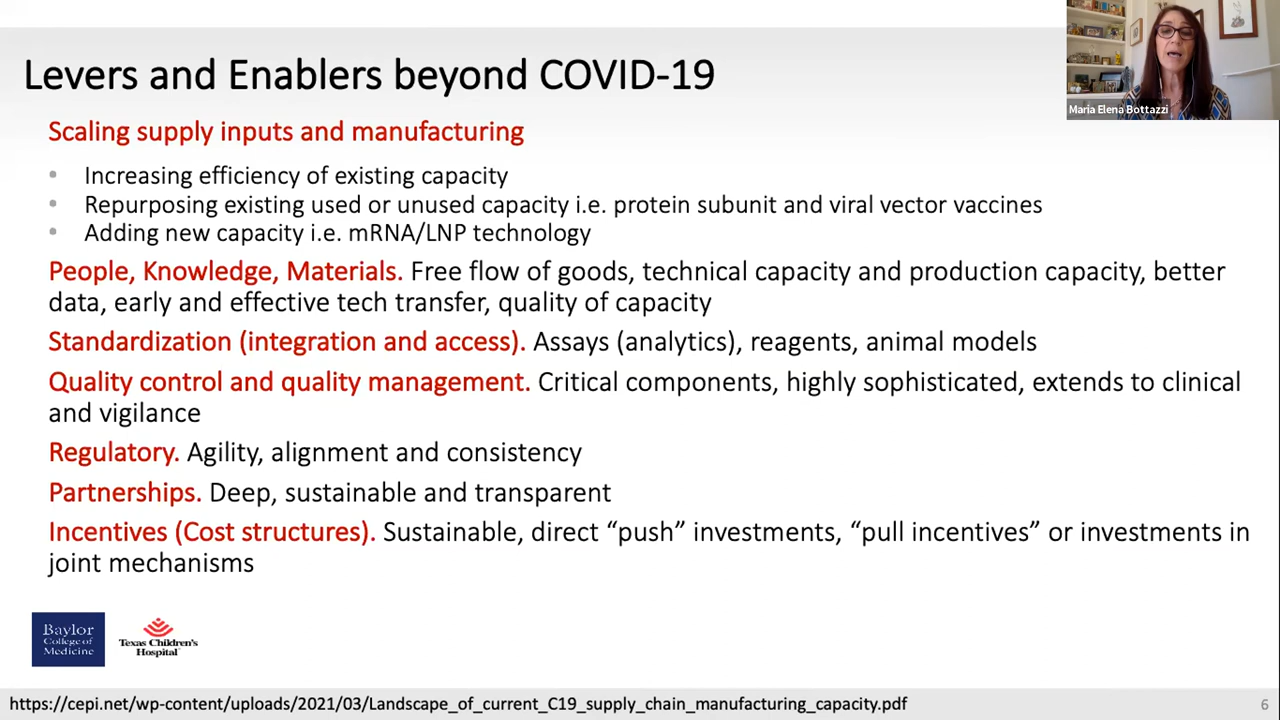 Levers and Enablers beyond COVID-19
Maria Elena Bottazzi
Scaling supply inputs and manufacturing
• Increasing efficiency of existing capacity
• Repurposing existing used or unused capacity i.e. protein subunit and viral vector vaccines
• Adding new capacity i.e. mRNA/LNP technology
People, Knowledge, Materials. Free flow of goods, technical capacity and production capacity, better
data, early and effective tech transfer, quality of capacity
Standardization (integration and access). Assays (analytics), reagents, animal models
Quality control and quality management. Critical components, highly sophisticated, extends to clinical
and vigilance
Regulatory. Agility, alignment and consistency
Partnerships. Deep, sustainable and transparent
Incentives (Cost structures). Sustainable, direct “push” investments, “pull incentives” or investments in
joint mechanisms
Baylor
College of
Medicine
Texas Children's
Hospital
https://cepi.net/wp-content/uploads/2021/03/Landscape_of_current_C19_supply_chain_manufacturing_capacity.pdf
6